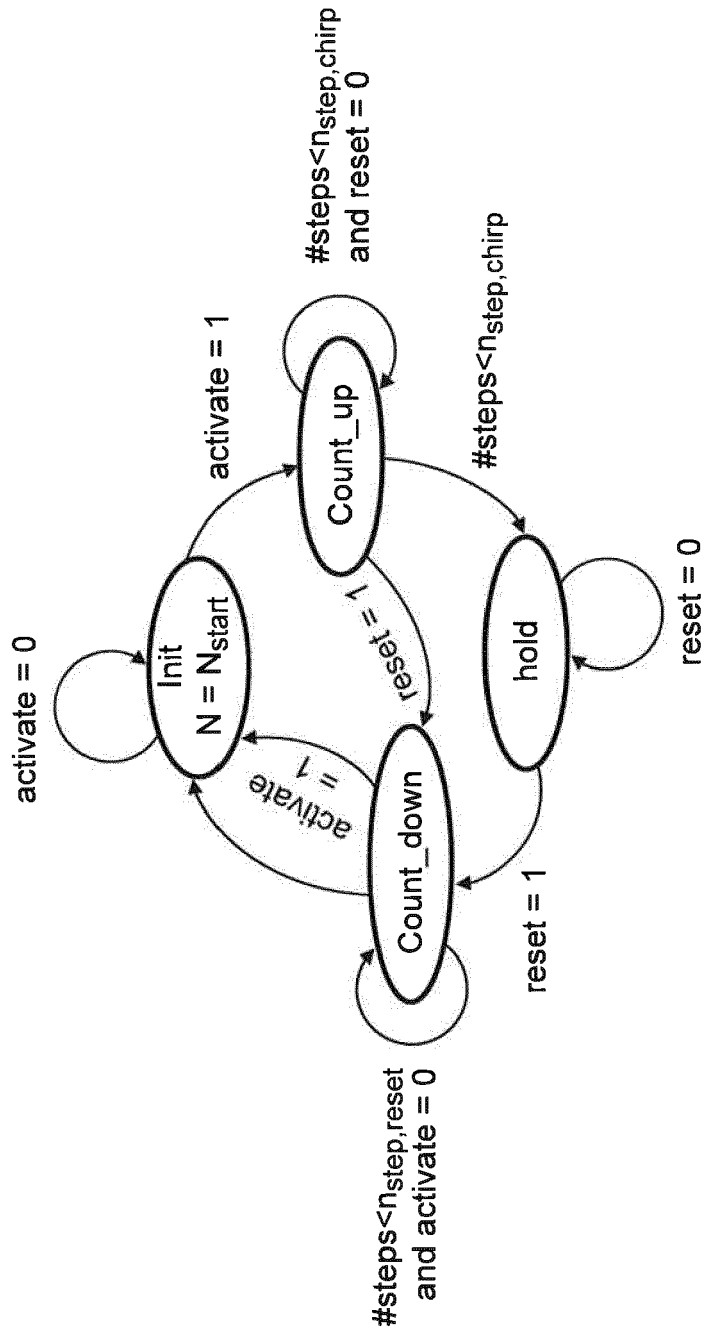 activate = 0
Init
N = N_start
activate = 1
#steps<n_step,chirp
and reset = 0
Count_up
activate
= 1
reset = 1
#steps<n_step,chirp
Count_down
hold
#steps<n_step,reset
and activate = 0
reset = 1
reset = 0